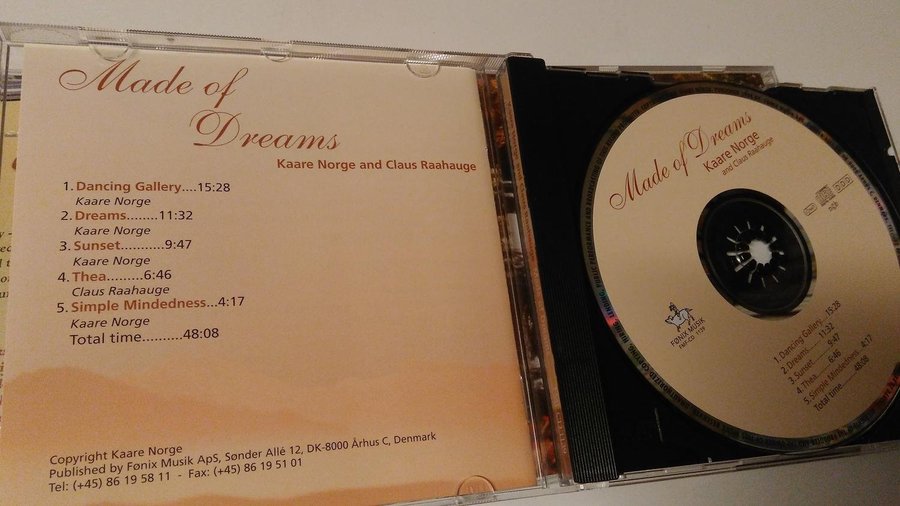 Made of
Dreams
Kaare Norge and Claus Raahauge
1. Dancing Gallery....15:28
Kaare Norge
2. Dreams........11:32
Kaare Norge
3. Sunset...........9:47
Kaare Norge
4. Thea.........6:46
Claus Raahauge
5. Simple Mindedness...4:17
Kaare Norge
Total time..........48:08
Copyright Kaare Norge
Published by Fønix Musik ApS, Sønder Allé 12, DK-8000 Århus C, Denmark
Tel: (+45) 86 19 58 11 - Fax: (+45) 86 19 51 01
Made of Dreams
Kaare Norge
and Claus Raahauge
FØNIX MUSIK
1. Dancing Gallery...15:28
2. Dreams......11:32
3. Sunset........9:47
4. Thea.......6:46
5. Simple Mindedness...4:17
Total time.......48:08